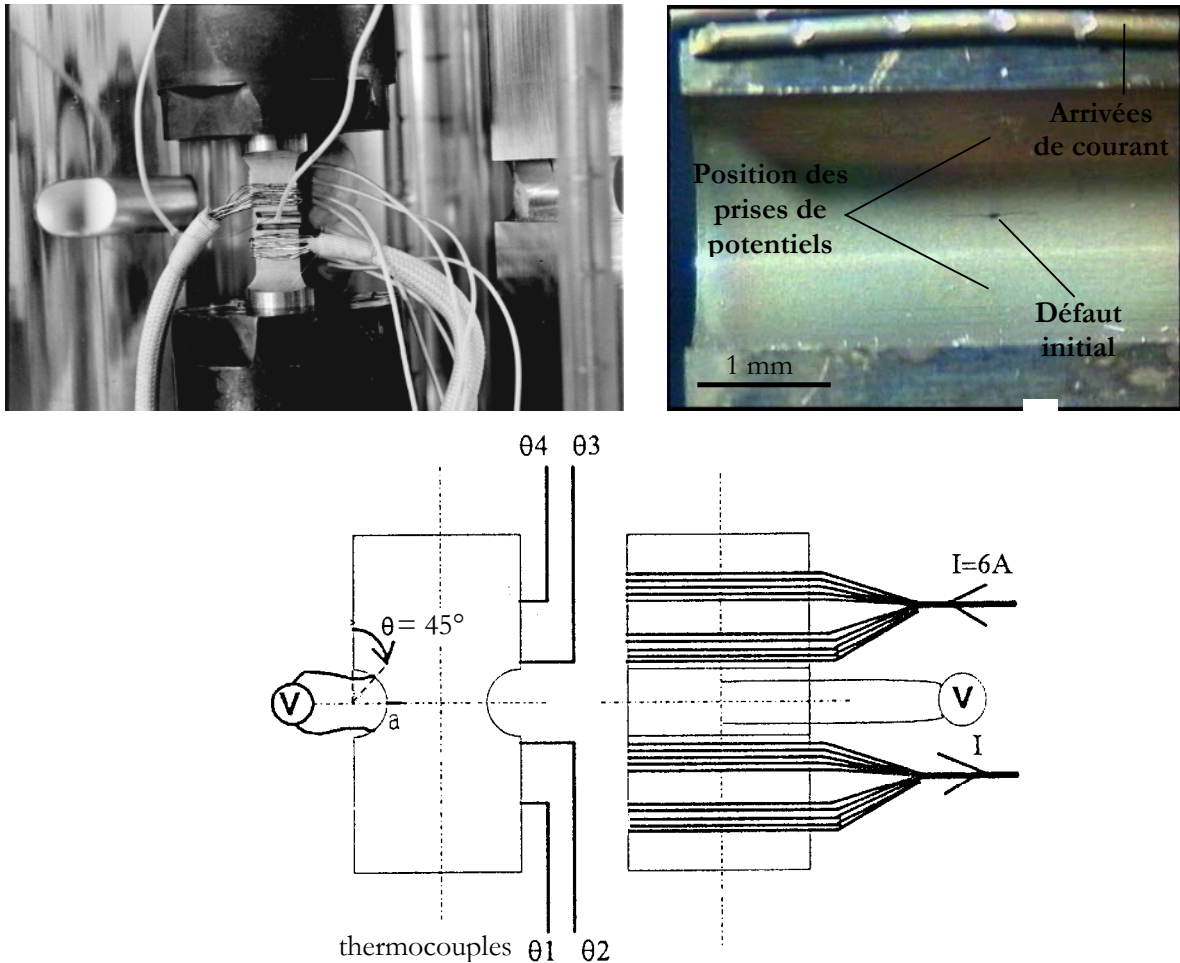 Arrivées
de courant
Position des
prises de
potentiels
Défaut
initial
1 mm
θ4 θ3
I=6A
θ = 45°
V
a
V
I
thermocouples θ1 θ2